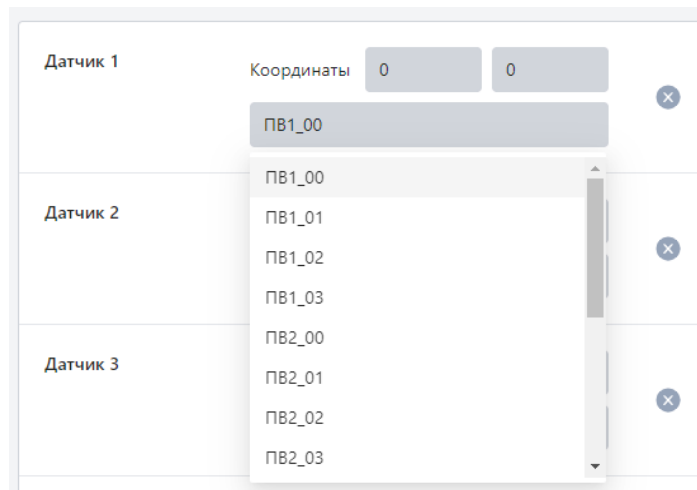 Датчик 1
Координаты 0 0
ПВ1_00
ПВ1_00
ПВ1_01
Датчик 2
ПВ1_02
ПВ1_03
ПВ2_00
Датчик 3
ПВ2_01
ПВ2_02
ПВ2_03